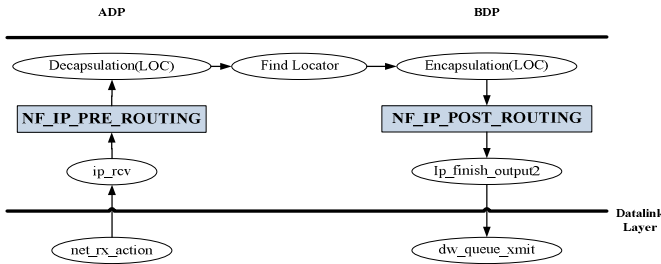 ADP
BDP
Decapsulation(LOC)
Find Locator
Encapsulation(LOC)
NF_IP_PRE_ROUTING
NF_IP_POST_ROUTING
ip_rcv
Ip_finish_output2
Datalink
Layer
net_rx_action
dw_queue_xmit